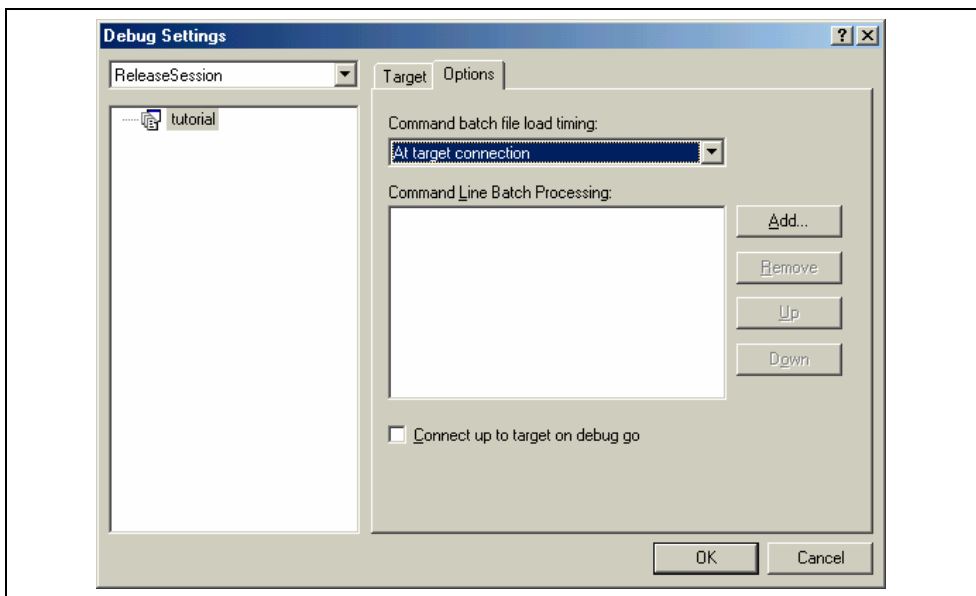 Debug Settings
ReleaseSession
tutorial
Target
Options
Command batch file load timing:
At target connection
Command Line Batch Processing:
Add...
Remove
Up
Down
Connect up to target on debug go
OK
Cancel